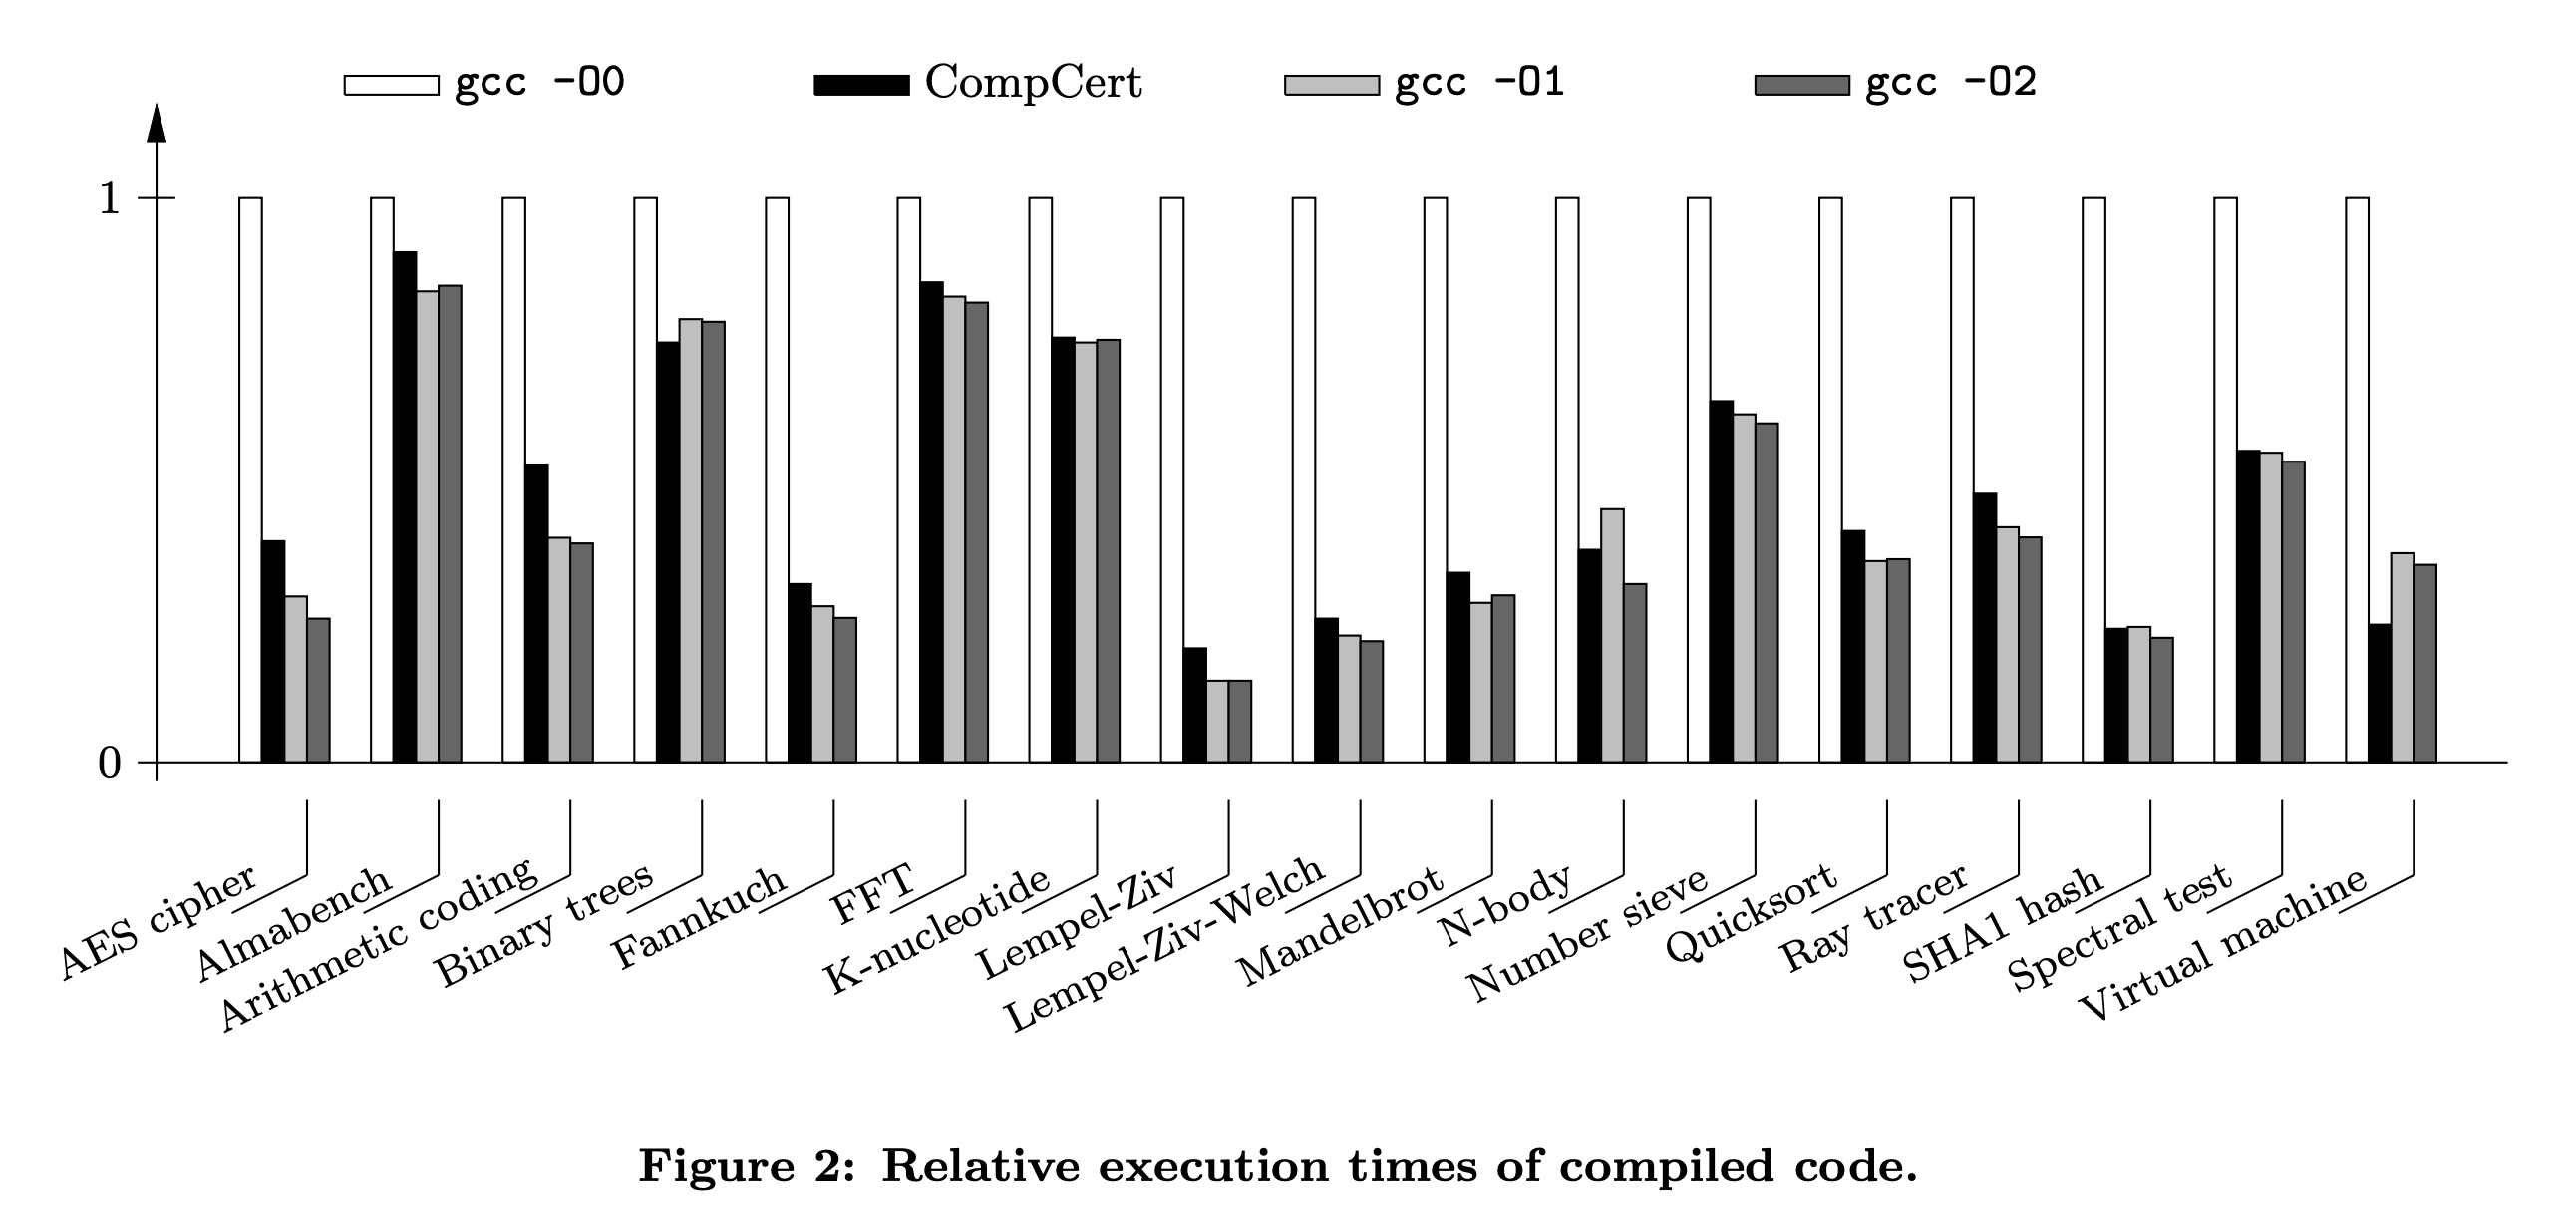 gcc -O0 CompCert gcc -O1 gcc -O2
1
0
AES cipher
Almabench
Arithmetic coding
Binary trees
Fannkuch
FFT
K-nucleotide
Lempel-Ziv
Lempel-Ziv-Welch
Mandelbrot
N-body
Number sieve
Quicksort
Ray tracer
SHA1 hash
Spectral test
Virtual machine
Figure 2: Relative execution times of compiled code.